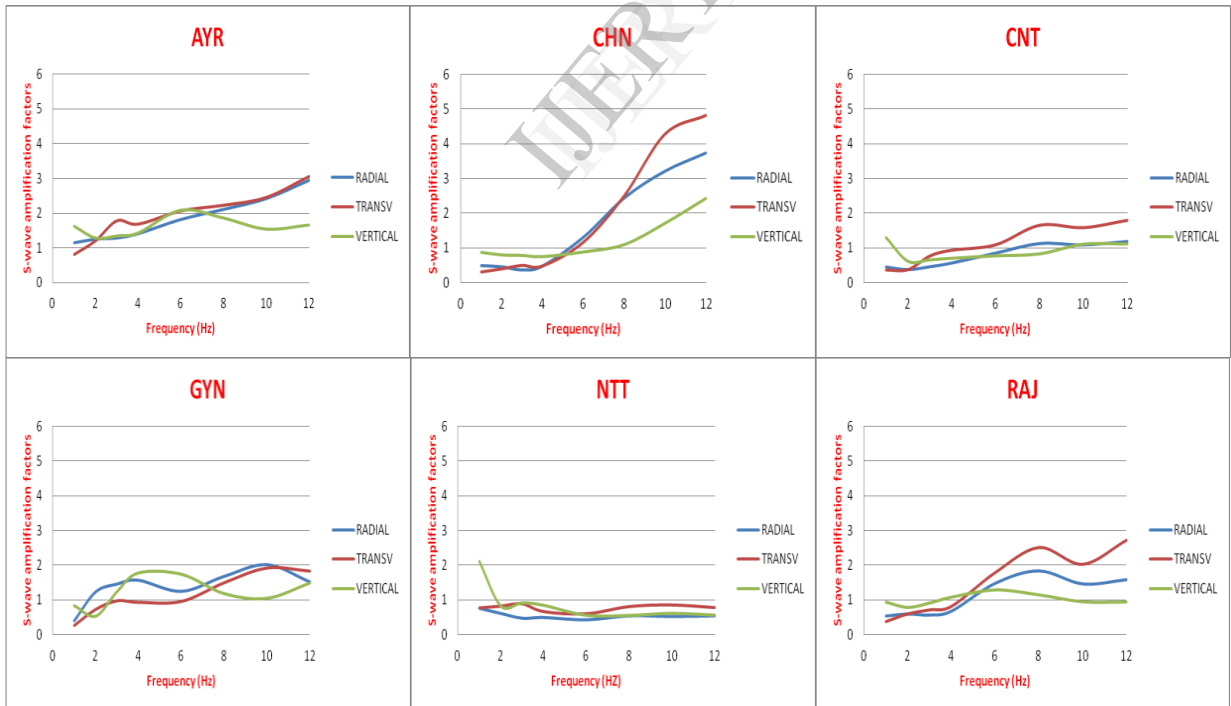 IJERT
AYR
S-wave amplification factors
6
5
4
3
2
1
0
0 2 4 6 8 10 12
Frequency (Hz)
RADIAL
TRANSV
VERTICAL
CHN
S-wave amplification factors
6
5
4
3
2
1
0
0 2 4 6 8 10 12
Frequency (Hz)
RADIAL
TRANSV
VERTICAL
CNT
S-wave amplification factors
6
5
4
3
2
1
0
0 2 4 6 8 10 12
Frequency (Hz)
RADIAL
TRANSV
VERTICAL
GYN
S-wave amplification factors
6
5
4
3
2
1
0
0 2 4 6 8 10 12
Frequency (Hz)
RADIAL
TRANSV
VERTICAL
NTT
S-wave amplification factors
6
5
4
3
2
1
0
0 2 4 6 8 10 12
Frequency (HZ)
RADIAL
TRANSV
VERTICAL
RAJ
S-wave amplification factors
6
5
4
3
2
1
0
0 2 4 6 8 10 12
Frequency (Hz)
RADIAL
TRANSV
VERTICAL